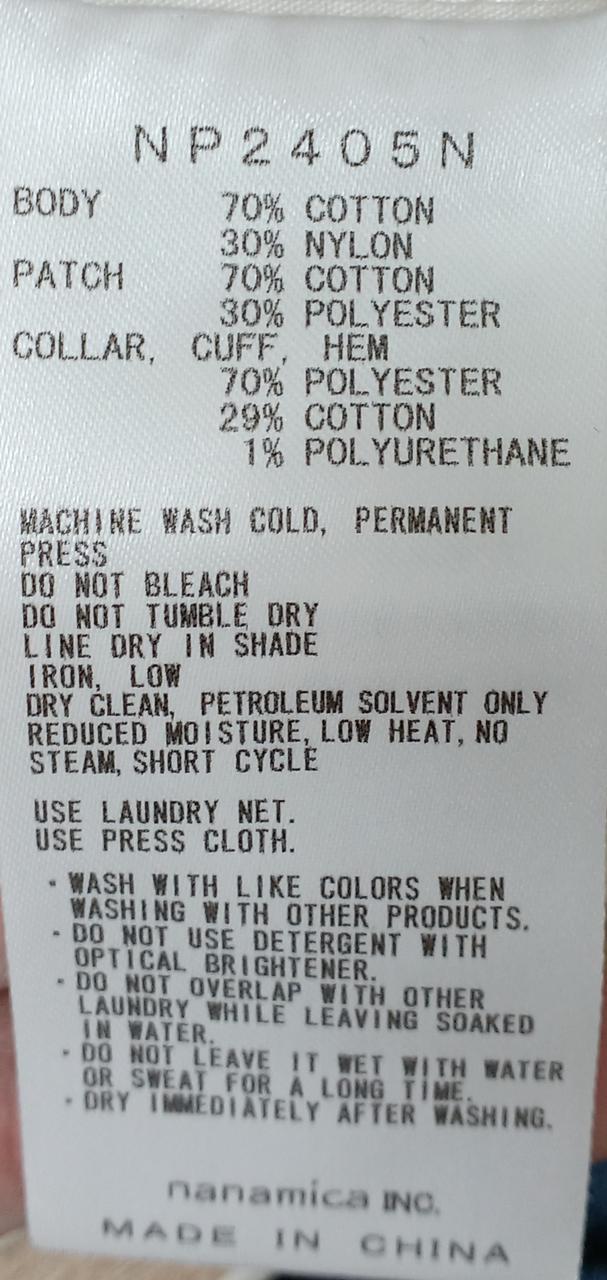 NP2405N
BODY 70% COTTON
30% NYLON
PATCH 70% COTTON
30% POLYESTER
COLLAR, CUFF, HEM
70% POLYESTER
29% COTTON
1% POLYURETHANE
MACHINE WASH COLD, PERMANENT
PRESS
DO NOT BLEACH
DO NOT TUMBLE DRY
LINE DRY IN SHADE
IRON, LOW
DRY CLEAN, PETROLEUM SOLVENT ONLY
REDUCED MOISTURE, LOW HEAT, NO
STEAM, SHORT CYCLE
USE LAUNDRY NET.
USE PRESS CLOTH.
・WASH WITH LIKE COLORS WHEN
WASHING WITH OTHER PRODUCTS.
・DO NOT USE DETERGENT WITH
OPTICAL BRIGHTENER.
・DO NOT OVERLAP WITH OTHER
LAUNDRY WHILE LEAVING SOAKED
IN WATER.
・DO NOT LEAVE IT WET WITH WATER
OR SWEAT FOR A LONG TIME.
・DRY IMMEDIATELY AFTER WASHING.
nanamica INC.
MADE IN CHINA